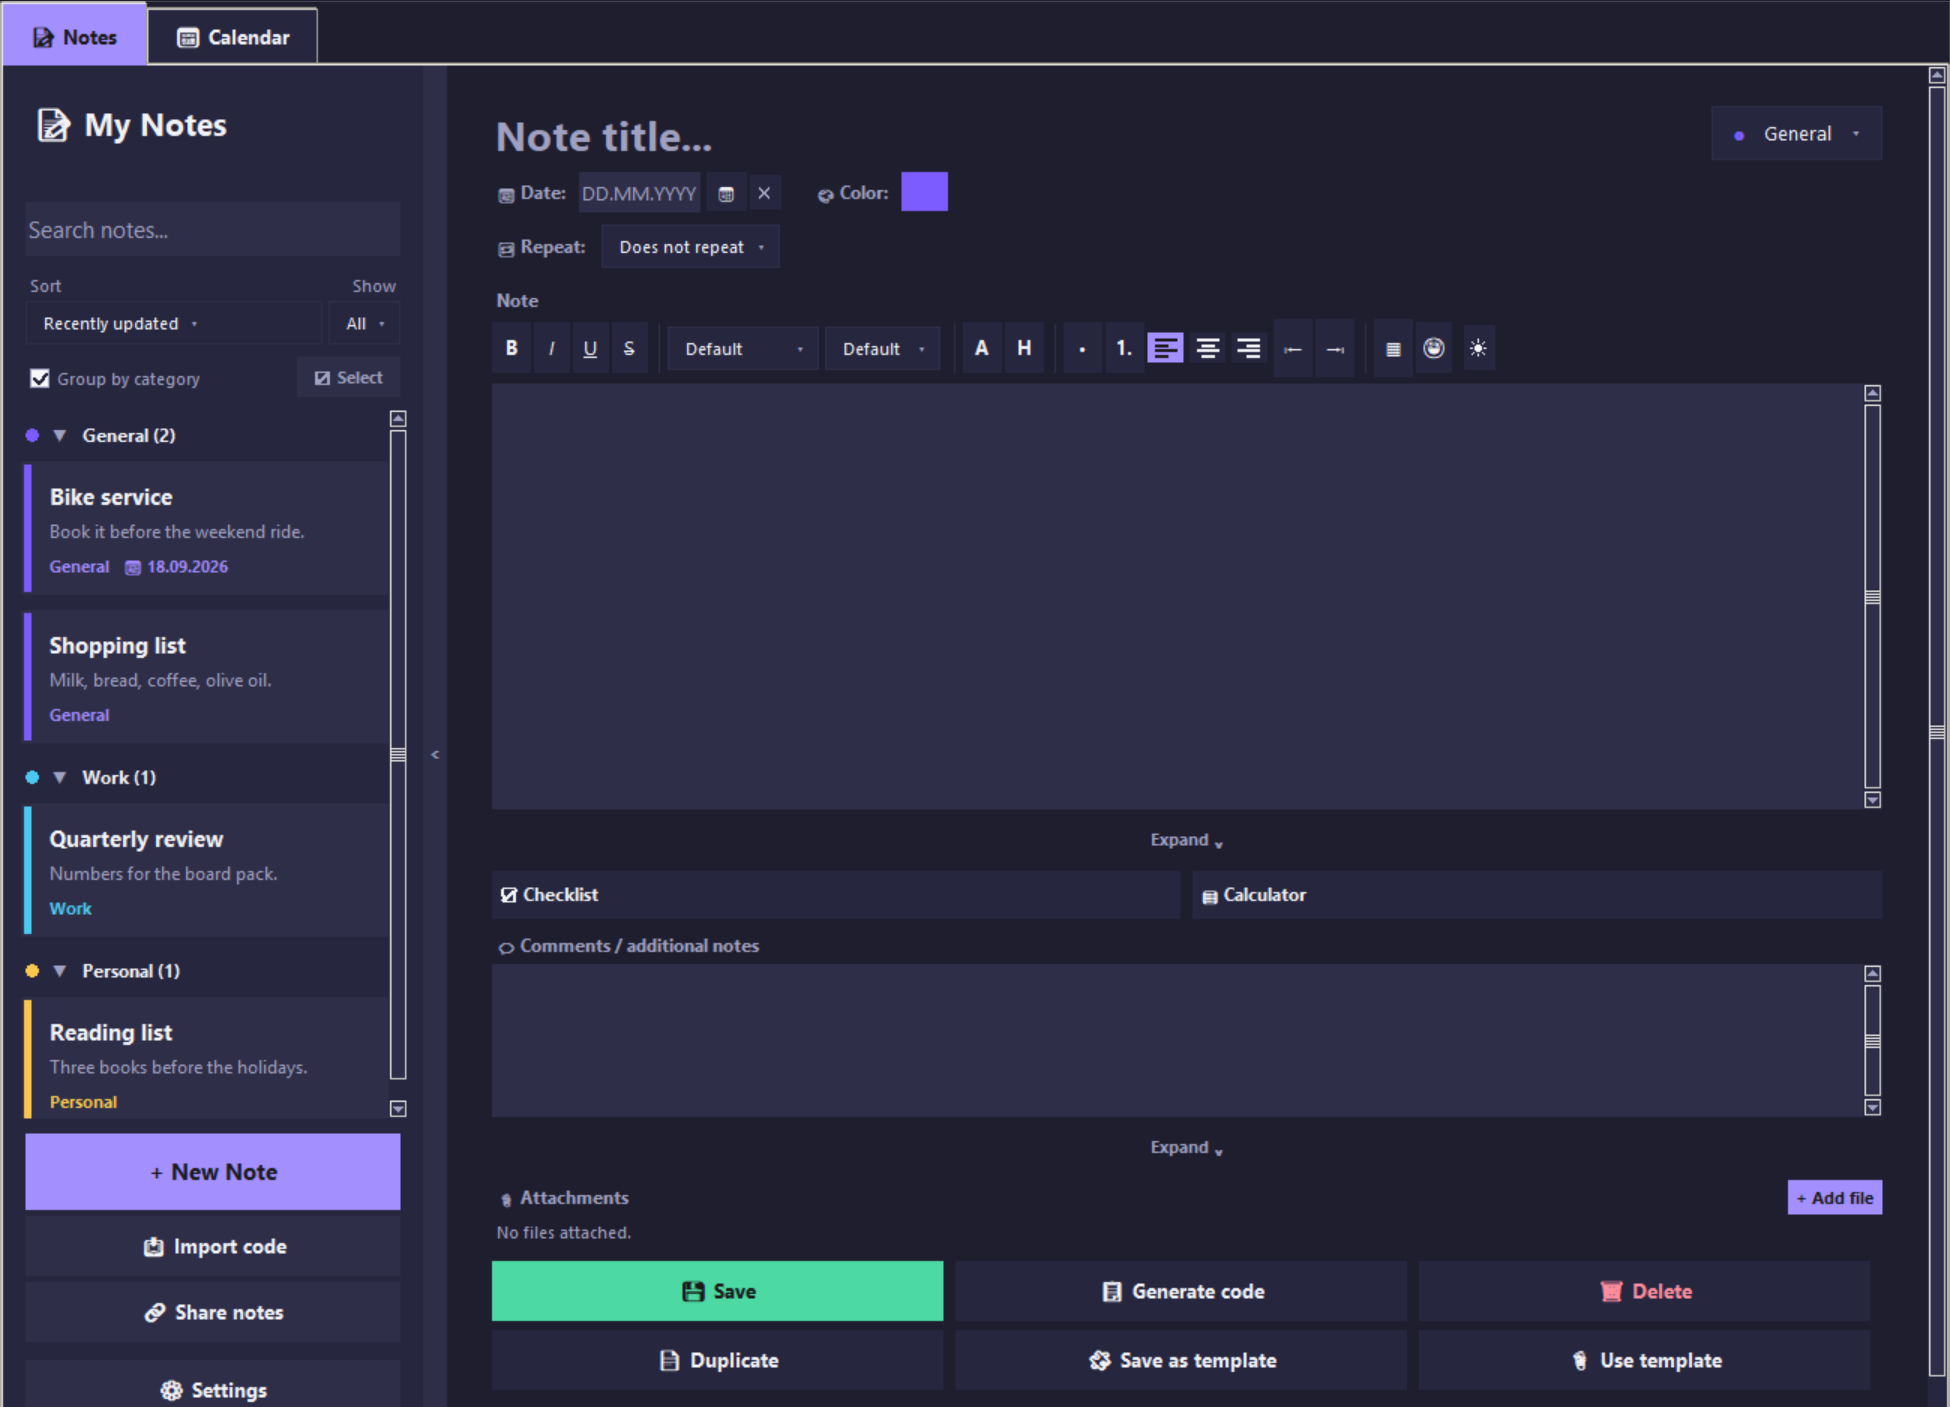 Notes
Calendar
My Notes
Search notes...
Sort
Show
Recently updated
All
Group by category
Select
General (2)
Bike service
Book it before the weekend ride.
General 18.09.2026
Shopping list
Milk, bread, coffee, olive oil.
General
Work (1)
Quarterly review
Numbers for the board pack.
Work
Personal (1)
Reading list
Three books before the holidays.
Personal
+ New Note
Import code
Share notes
Settings
<
Note title...
General
Date: DD.MM.YYYY
Color:
Repeat: Does not repeat
Note
B I U S Default Default A H • 1.
Expand
Checklist
Calculator
Comments / additional notes
Expand
Attachments
+ Add file
No files attached.
Save
Generate code
Delete
Duplicate
Save as template
Use template